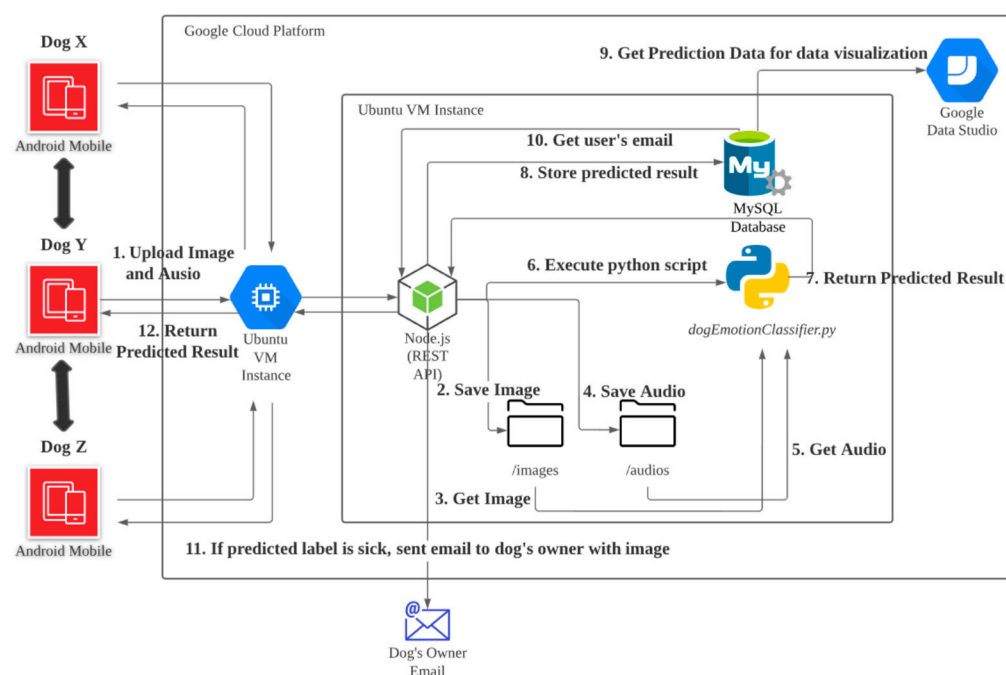 Google Cloud Platform
Dog X
Android Mobile
9. Get Prediction Data for data visualization
Google
Data Studio
Ubuntu VM Instance
10. Get user's email
8. Store predicted result
My
MySQL
Database
Dog Y
Android Mobile
1. Upload Image
and Ausio
12. Return
Predicted Result
Ubuntu
VM
Instance
Node.js
(REST
API)
6. Execute python script
7. Return Predicted Result
dogEmotionClassifier.py
2. Save Image
4. Save Audio
/images
/audios
3. Get Image
5. Get Audio
Dog Z
Android Mobile
11. If predicted label is sick, sent email to dog's owner with image
@
Dog's Owner
Email